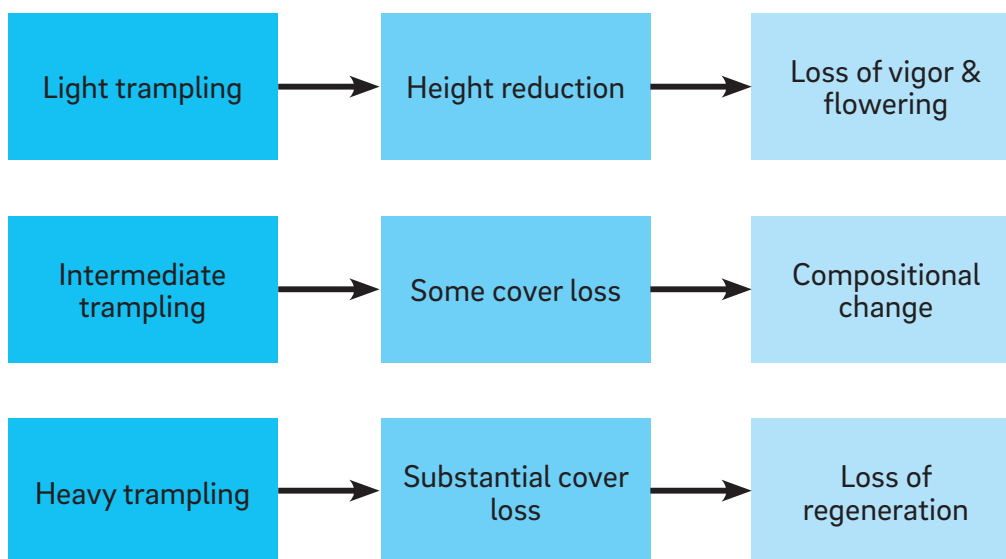 Light trampling
Height reduction
Loss of vigor &
flowering
Intermediate
trampling
Some cover loss
Compositional
change
Heavy trampling
Substantial cover
loss
Loss of
regeneration